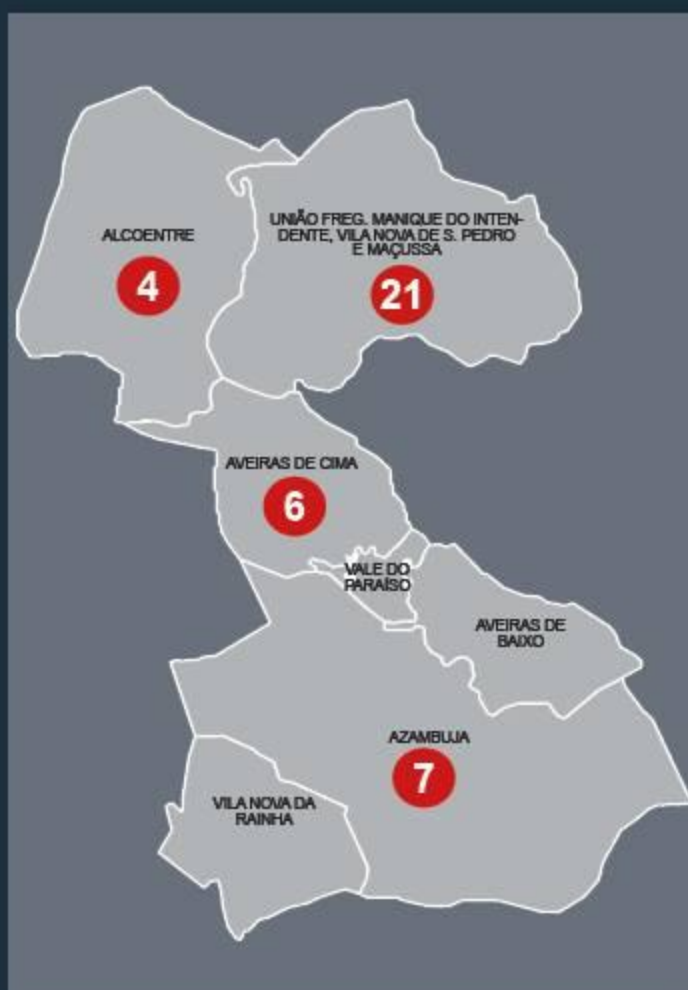 ALCOENTRE
4
UNIÃO FREG. MANIQUE DO INTEN-
DENTE, VILA NOVA DE S. PEDRO
E MAÇUSSA
21
AVEIRAS DE CIMA
6
VALE DO
PARAÍSO
AVEIRAS DE
BAIXO
AZAMBUJA
7
VILA NOVA DA
RAINHA